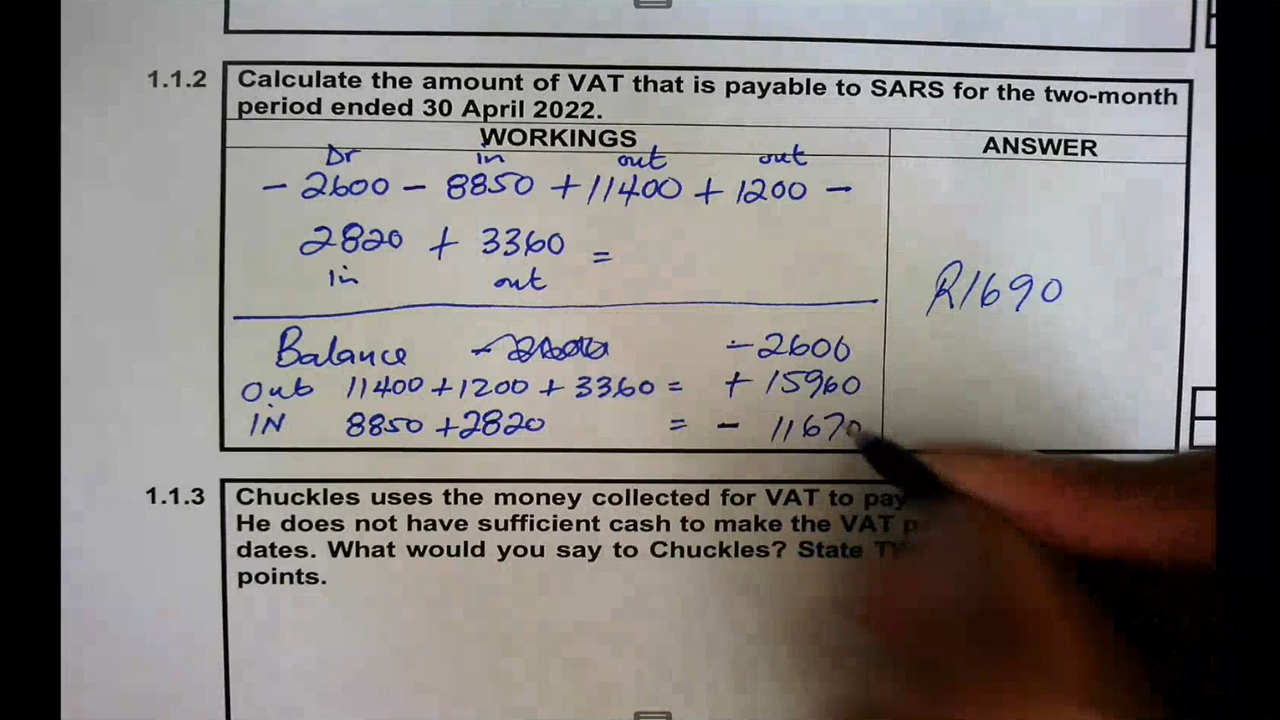 1.1.2 Calculate the amount of VAT that is payable to SARS for the two-month
period ended 30 April 2022.
WORKINGS ANSWER
Dr in out out
- 2600 - 8850 + 11400 + 1200 -
2820 + 3360 =
In out
R1690
Balance - 2600
Out 11400 + 1200 + 3360 = + 15960
IN 8850 + 2820 = - 11670
1.1.3 Chuckles uses the money collected for VAT to pay
He does not have sufficient cash to make the VAT
dates. What would you say to Chuckles? State
points.